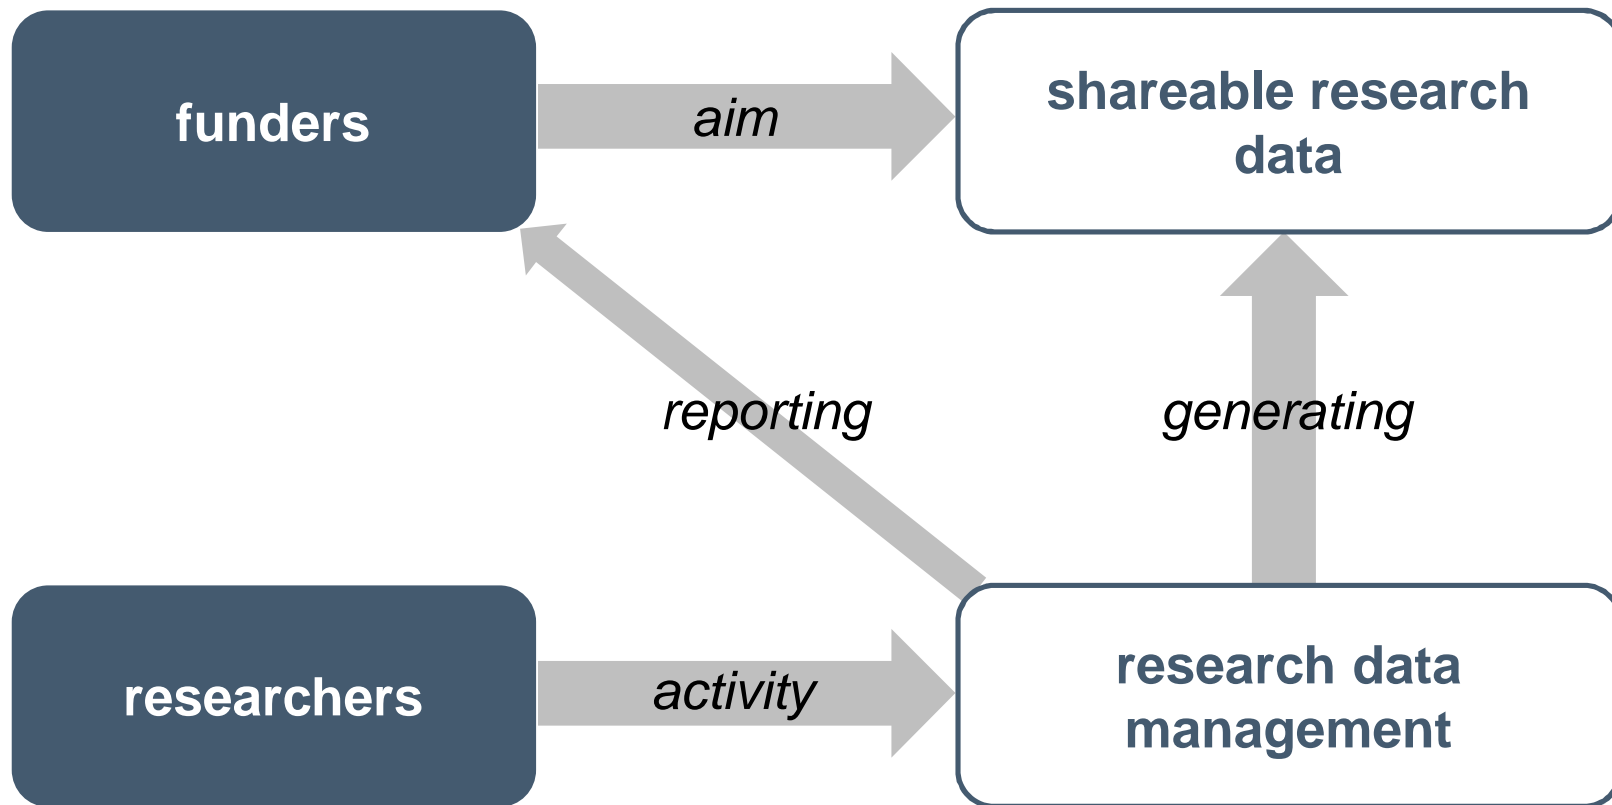 funders
aim
shareable research
data
reporting
generating
researchers
activity
research data
management